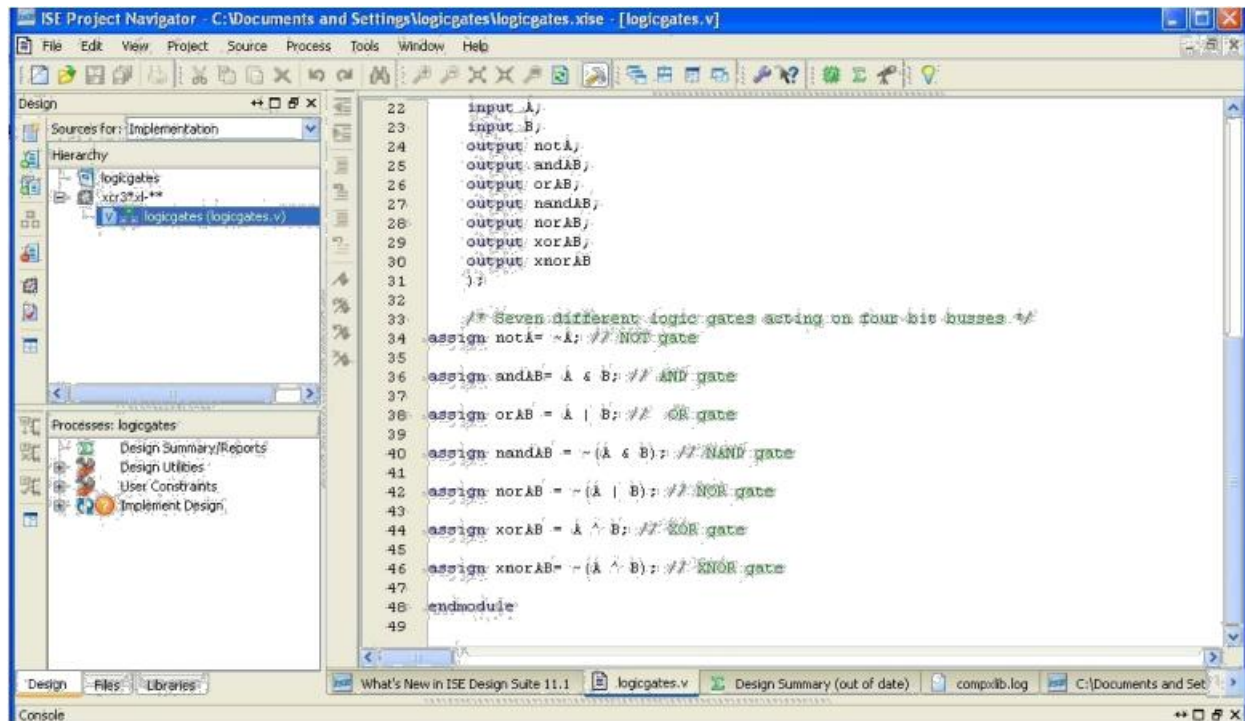 ISE Project Navigator - C:\Documents and Settings\logicgates\logicgates.xise - [logicgates.v]
File Edit View Project Source Process Tools Window Help
Design
Sources for: Implementation
Hierarchy
logicgates
xcr3*xl-**
logicgates (logicgates.v)
Processes: logicgates
Design Summary/Reports
Design Utilities
User Constraints
Implement Design
Design Files Libraries
22 input A,
23 input B,
24 output notA,
25 output andAB,
26 output orAB,
27 output nandAB,
28 output norAB,
29 output xorAB,
30 output xnorAB
31 );
32
33 /* Seven different logic gates acting on four bit busses */
34 assign notA= ~A; // NOT gate
35
36 assign andAB= A & B; // AND gate
37
38 assign orAB = A | B; // OR gate
39
40 assign nandAB = ~(A & B); // NAND gate
41
42 assign norAB = ~(A | B); // NOR gate
43
44 assign xorAB = A ^ B; // XOR gate
45
46 assign xnorAB= ~(A ^ B); // XNOR gate
47
48 endmodule
49
What's New in ISE Design Suite 11.1 logicgates.v Design Summary (out of date) compxlib.log C:\Documents and Set
Console